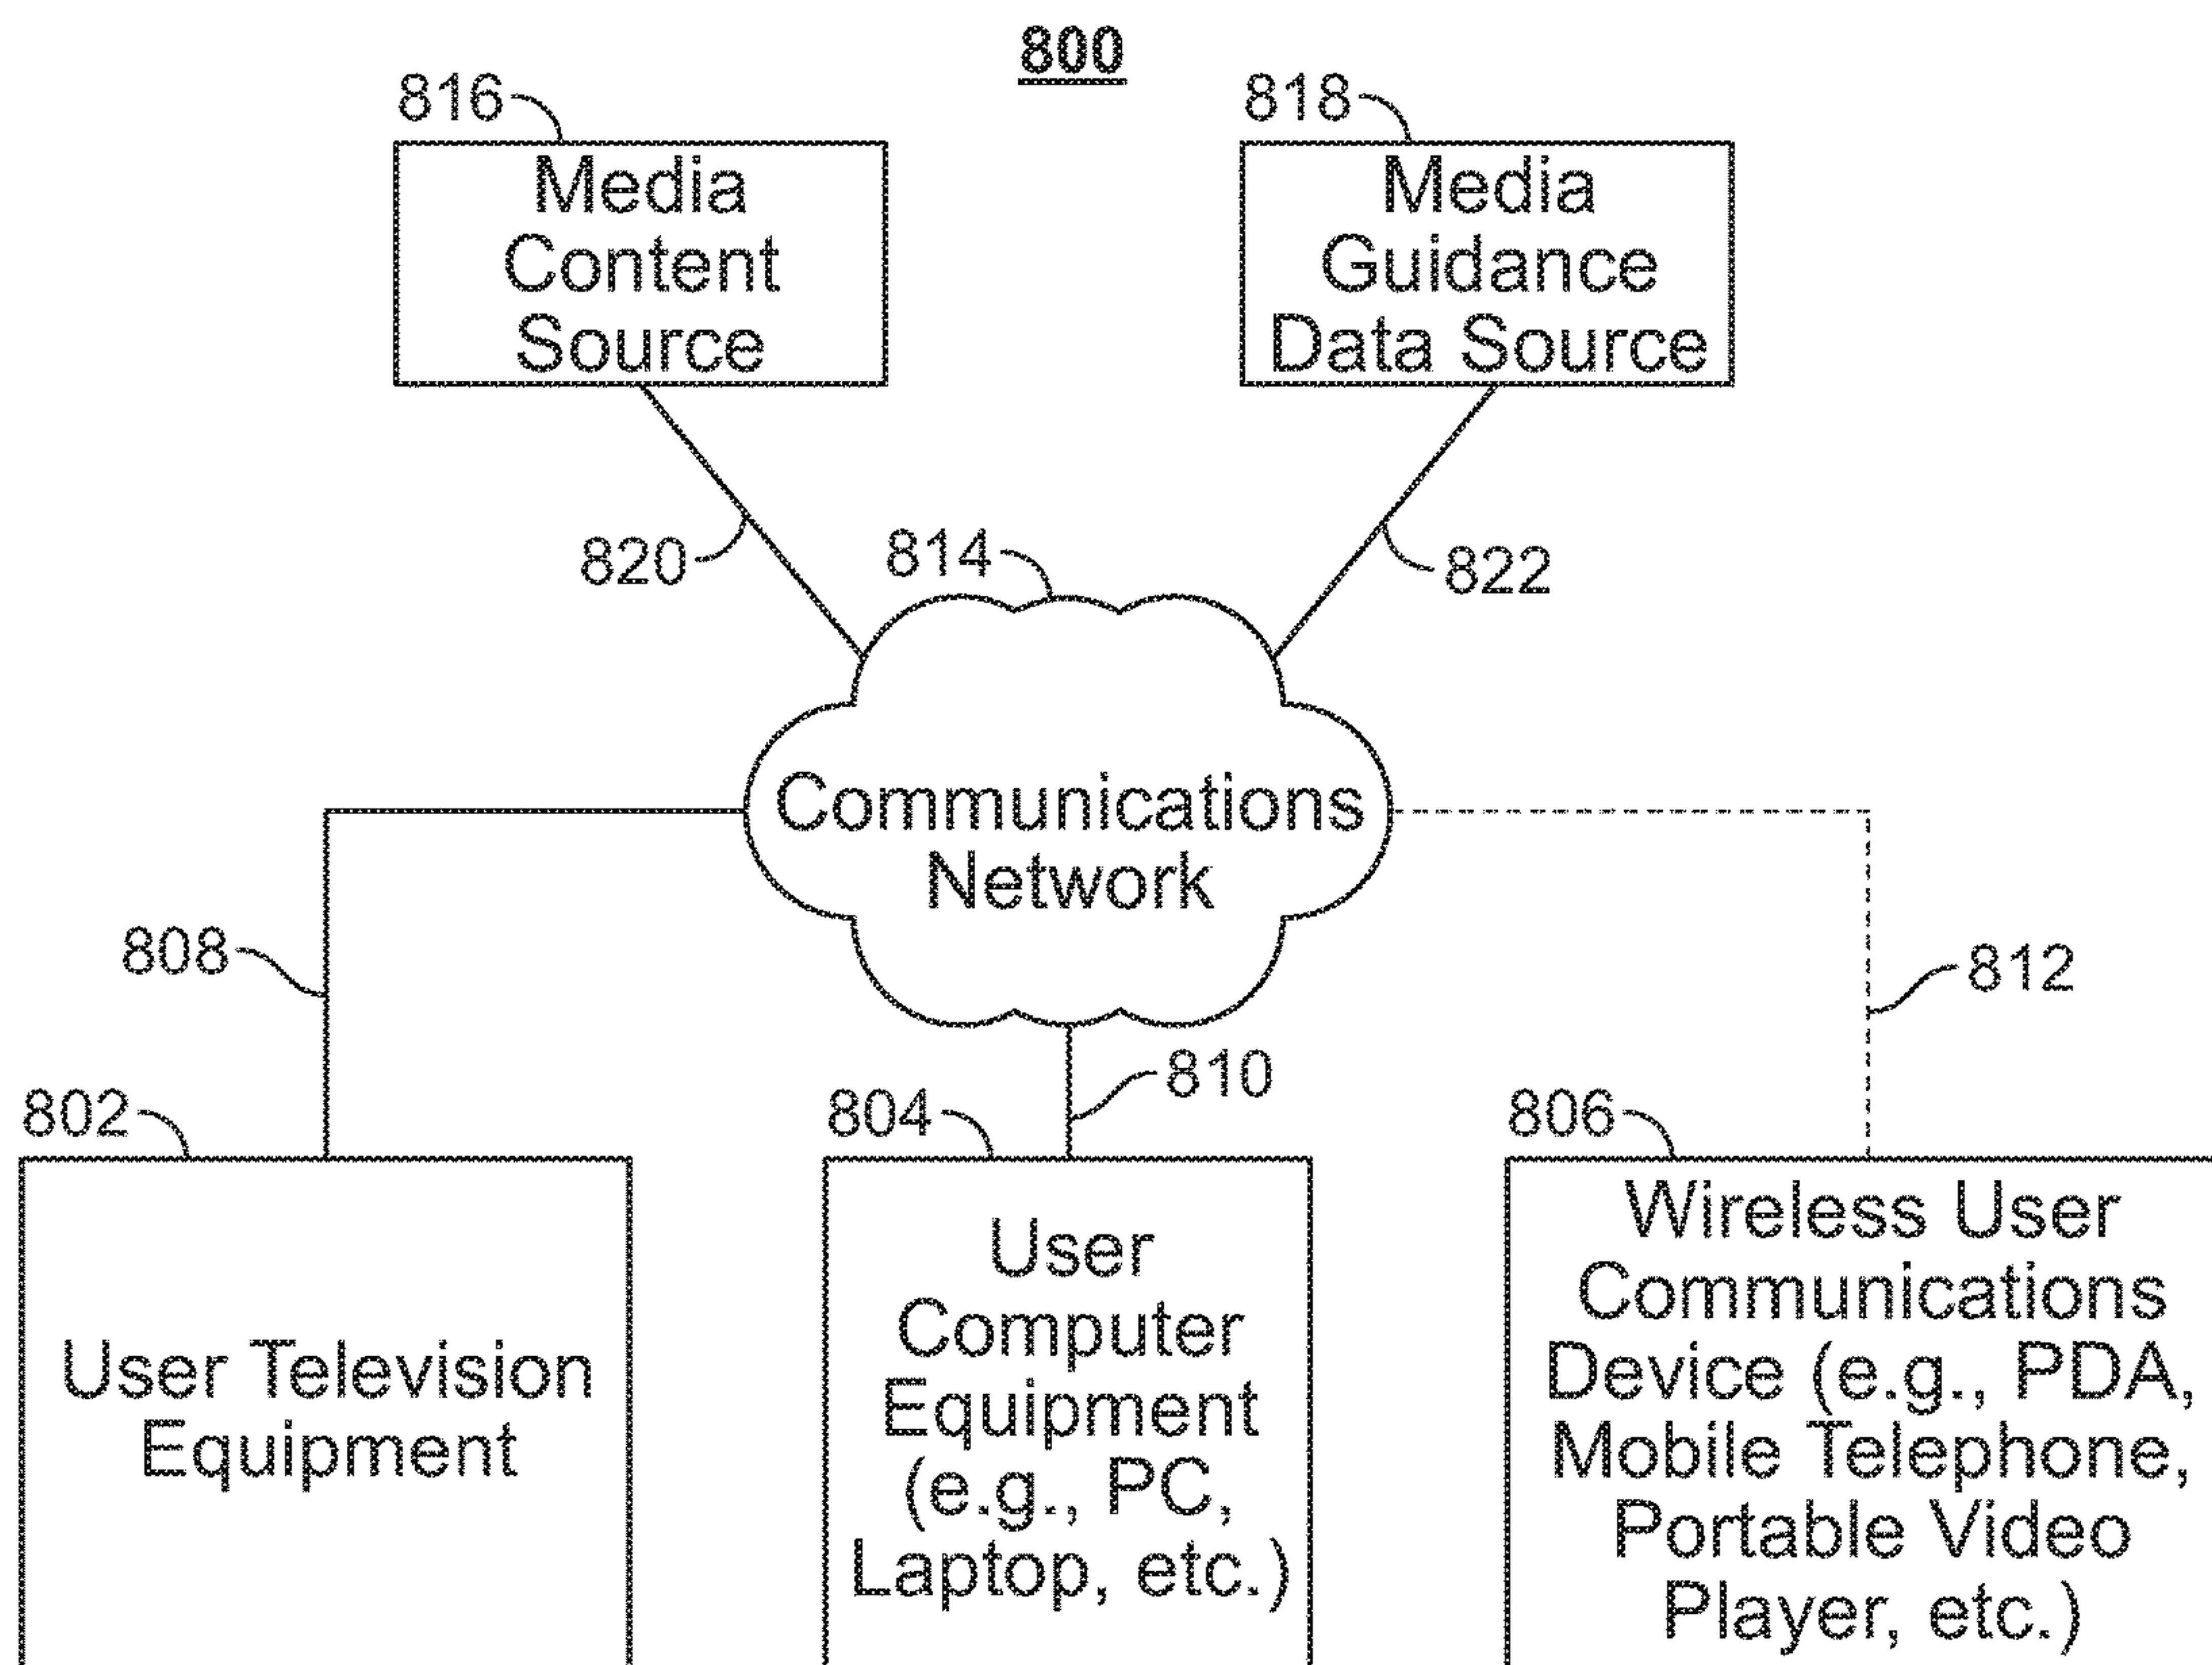 800
816
818
Media
Content
Source
Media
Guidance
Data Source
820
814
822
Communications
Network
808
812
810
802
804
806
User Television
Equipment
User
Computer
Equipment
(e.g., PC,
Laptop, etc.)
Wireless User
Communications
Device (e.g., PDA,
Mobile Telephone,
Portable Video
Player, etc.)